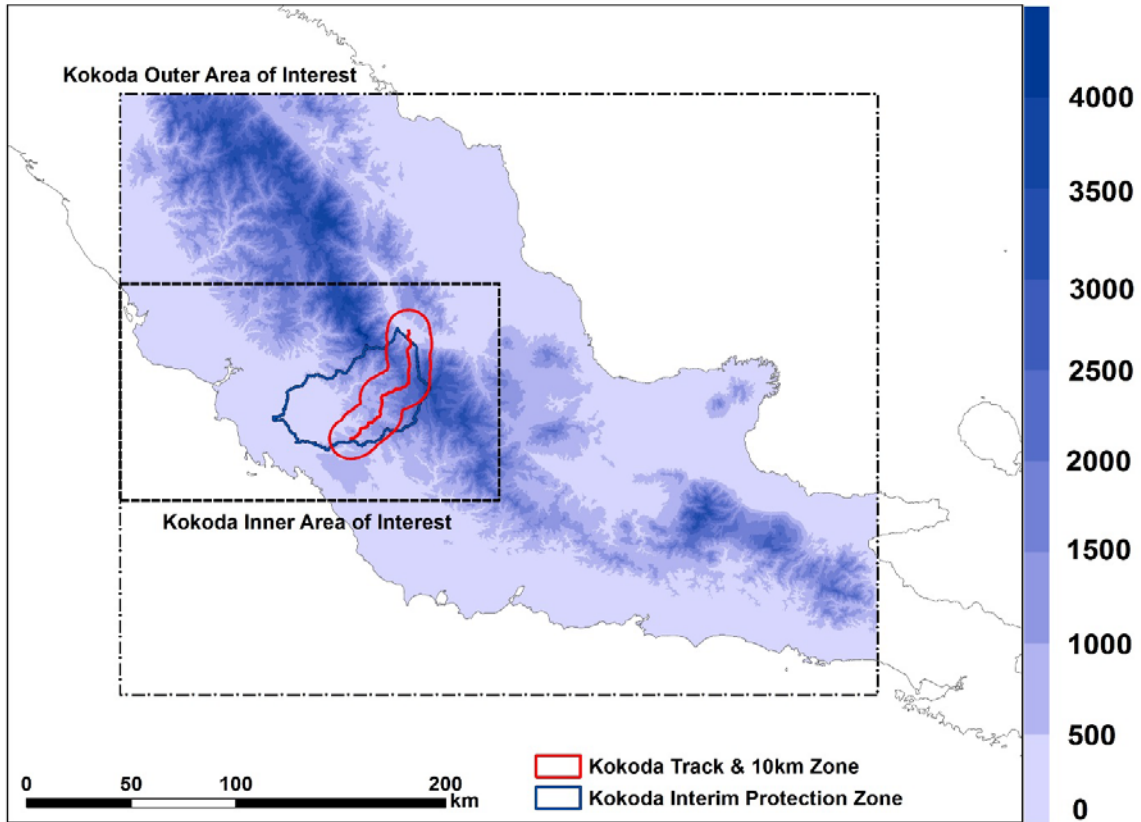 Kokoda Outer Area of Interest
Kokoda Inner Area of Interest
4000
3500
3000
2500
2000
1500
1000
500
0
0 50 100 200
km
Kokoda Track & 10km Zone
Kokoda Interim Protection Zone